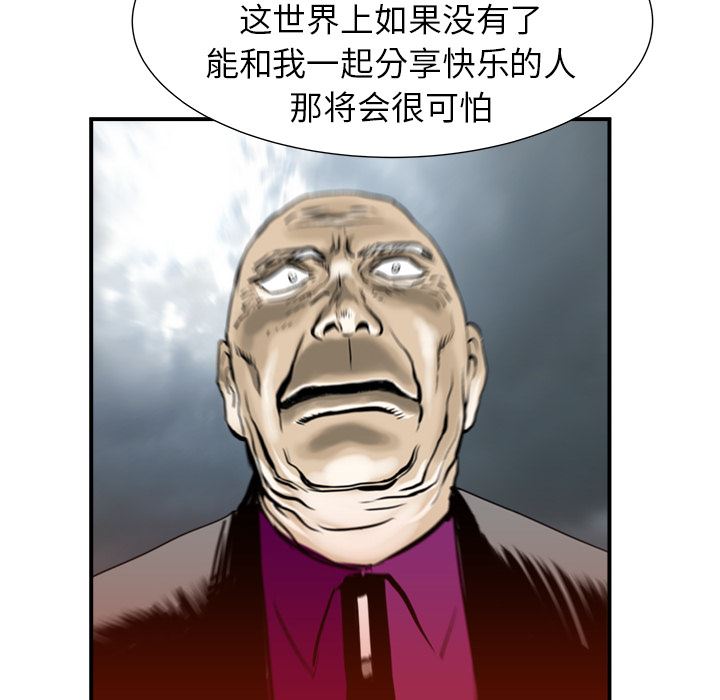 这世界上如果没有了
能和我一起分享快乐的人
那将会很可怕